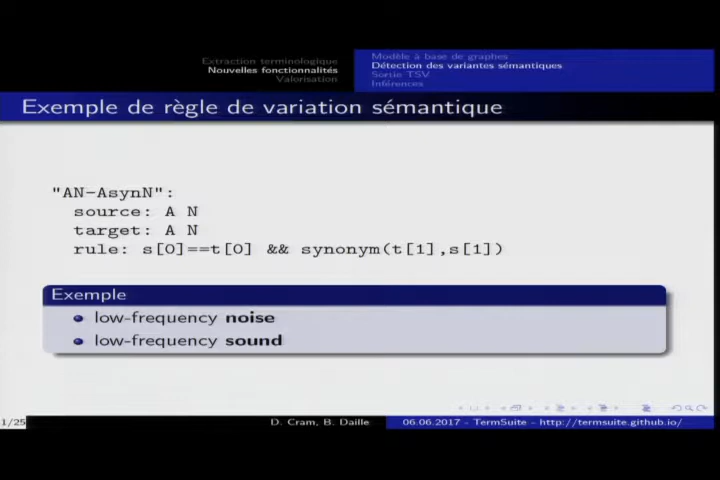 Extraction terminologique
Nouvelles fonctionnalités
Valorisation
Modèle à base de graphes
Détection des variantes sémantiques
Sortie TSV
Inférences
Exemple de règle de variation sémantique
"AN-AsynN":
source: A N
target: A N
rule: s[0]==t[0] && synonym(t[1],s[1])
Exemple
low-frequency noise
low-frequency sound
1/25
D. Cram, B. Daille
06.06.2017 - TermSuite - http://termsuite.github.io/